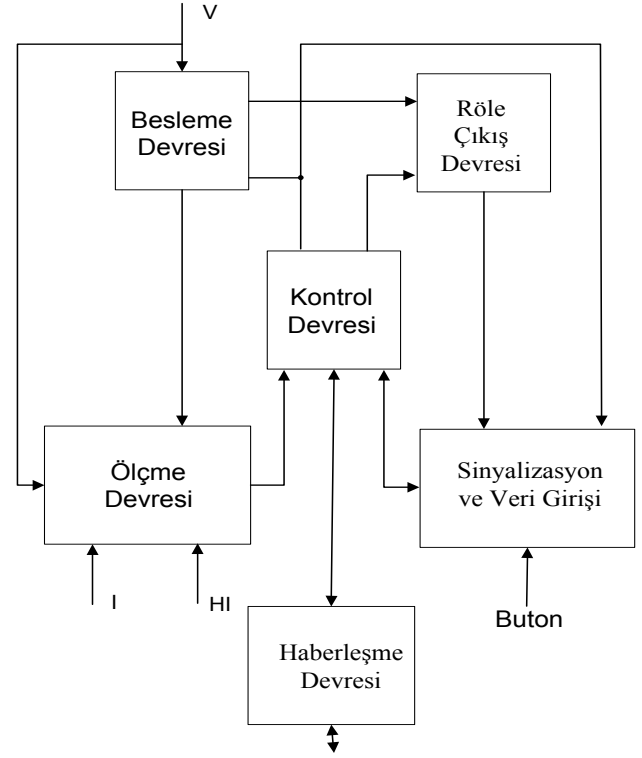 V
Besleme
Devresi
Röle
Çıkış
Devresi
Kontrol
Devresi
Ölçme
Devresi
Sinyalizasyon
ve Veri Girişi
I
HI
Buton
Haberleşme
Devresi